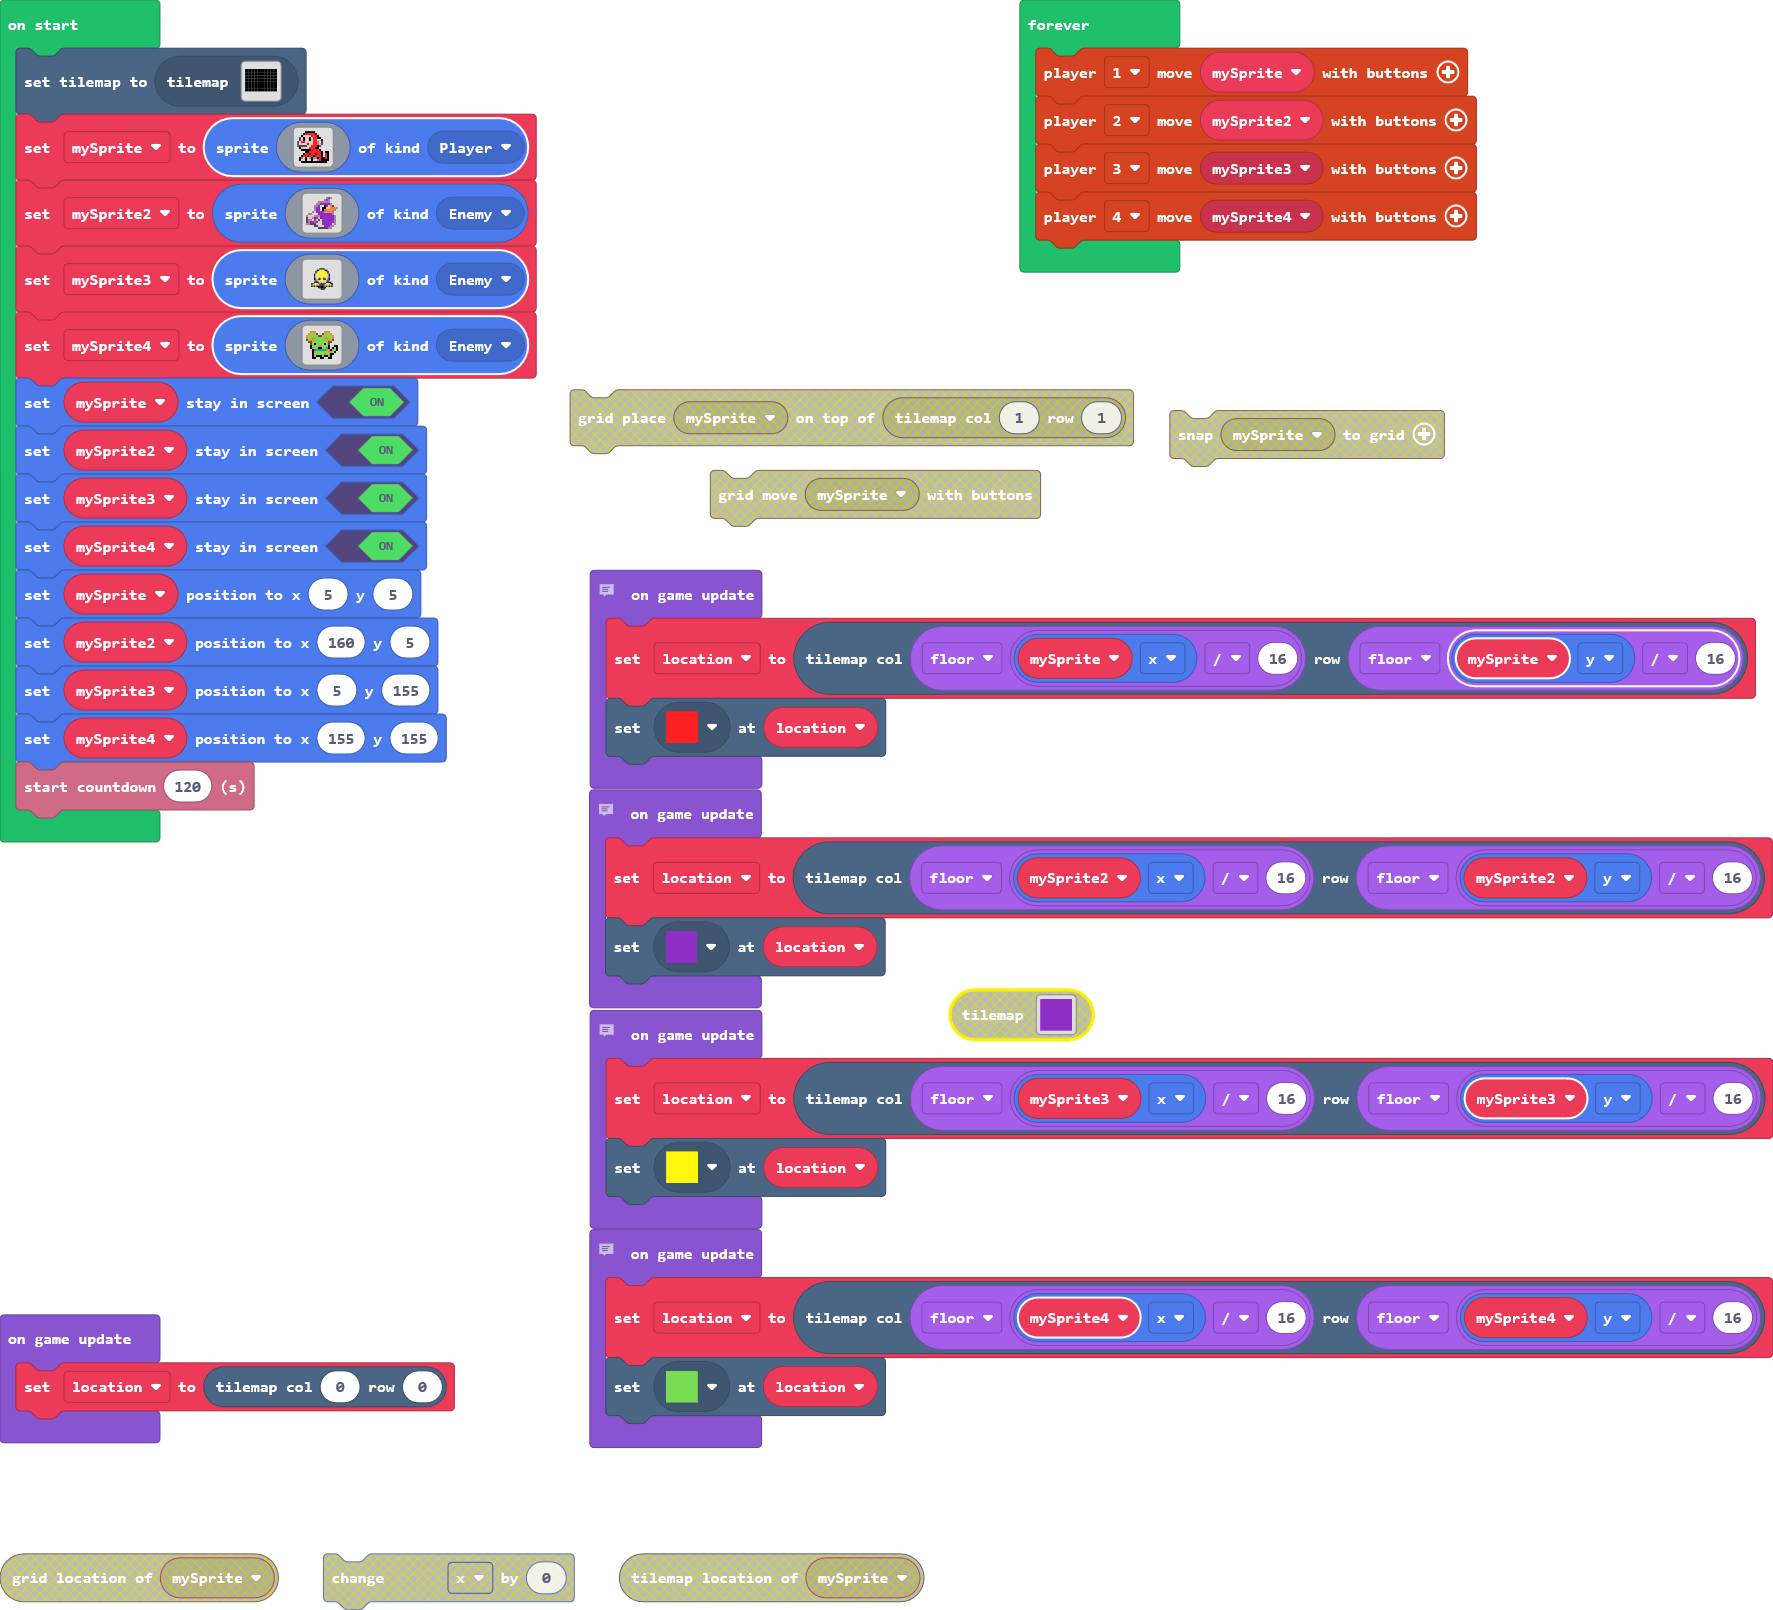 on start
set tilemap to tilemap
set mySprite to sprite of kind Player
set mySprite2 to sprite of kind Enemy
set mySprite3 to sprite of kind Enemy
set mySprite4 to sprite of kind Enemy
set mySprite stay in screen ON
set mySprite2 stay in screen ON
set mySprite3 stay in screen ON
set mySprite4 stay in screen ON
set mySprite position to x 5 y 5
set mySprite2 position to x 160 y 5
set mySprite3 position to x 5 y 155
set mySprite4 position to x 155 y 155
start countdown 120 (s)
forever
player 1 move mySprite with buttons
player 2 move mySprite2 with buttons
player 3 move mySprite3 with buttons
player 4 move mySprite4 with buttons
grid place mySprite on top of tilemap col 1 row 1
snap mySprite to grid
grid move mySprite with buttons
on game update
set location to tilemap col floor mySprite x / 16 row floor mySprite y / 16
set at location
on game update
set location to tilemap col floor mySprite2 x / 16 row floor mySprite2 y / 16
set at location
tilemap
on game update
set location to tilemap col floor mySprite3 x / 16 row floor mySprite3 y / 16
set at location
on game update
set location to tilemap col floor mySprite4 x / 16 row floor mySprite4 y / 16
set at location
on game update
set location to tilemap col 0 row 0
grid location of mySprite
change x by 0
tilemap location of mySprite